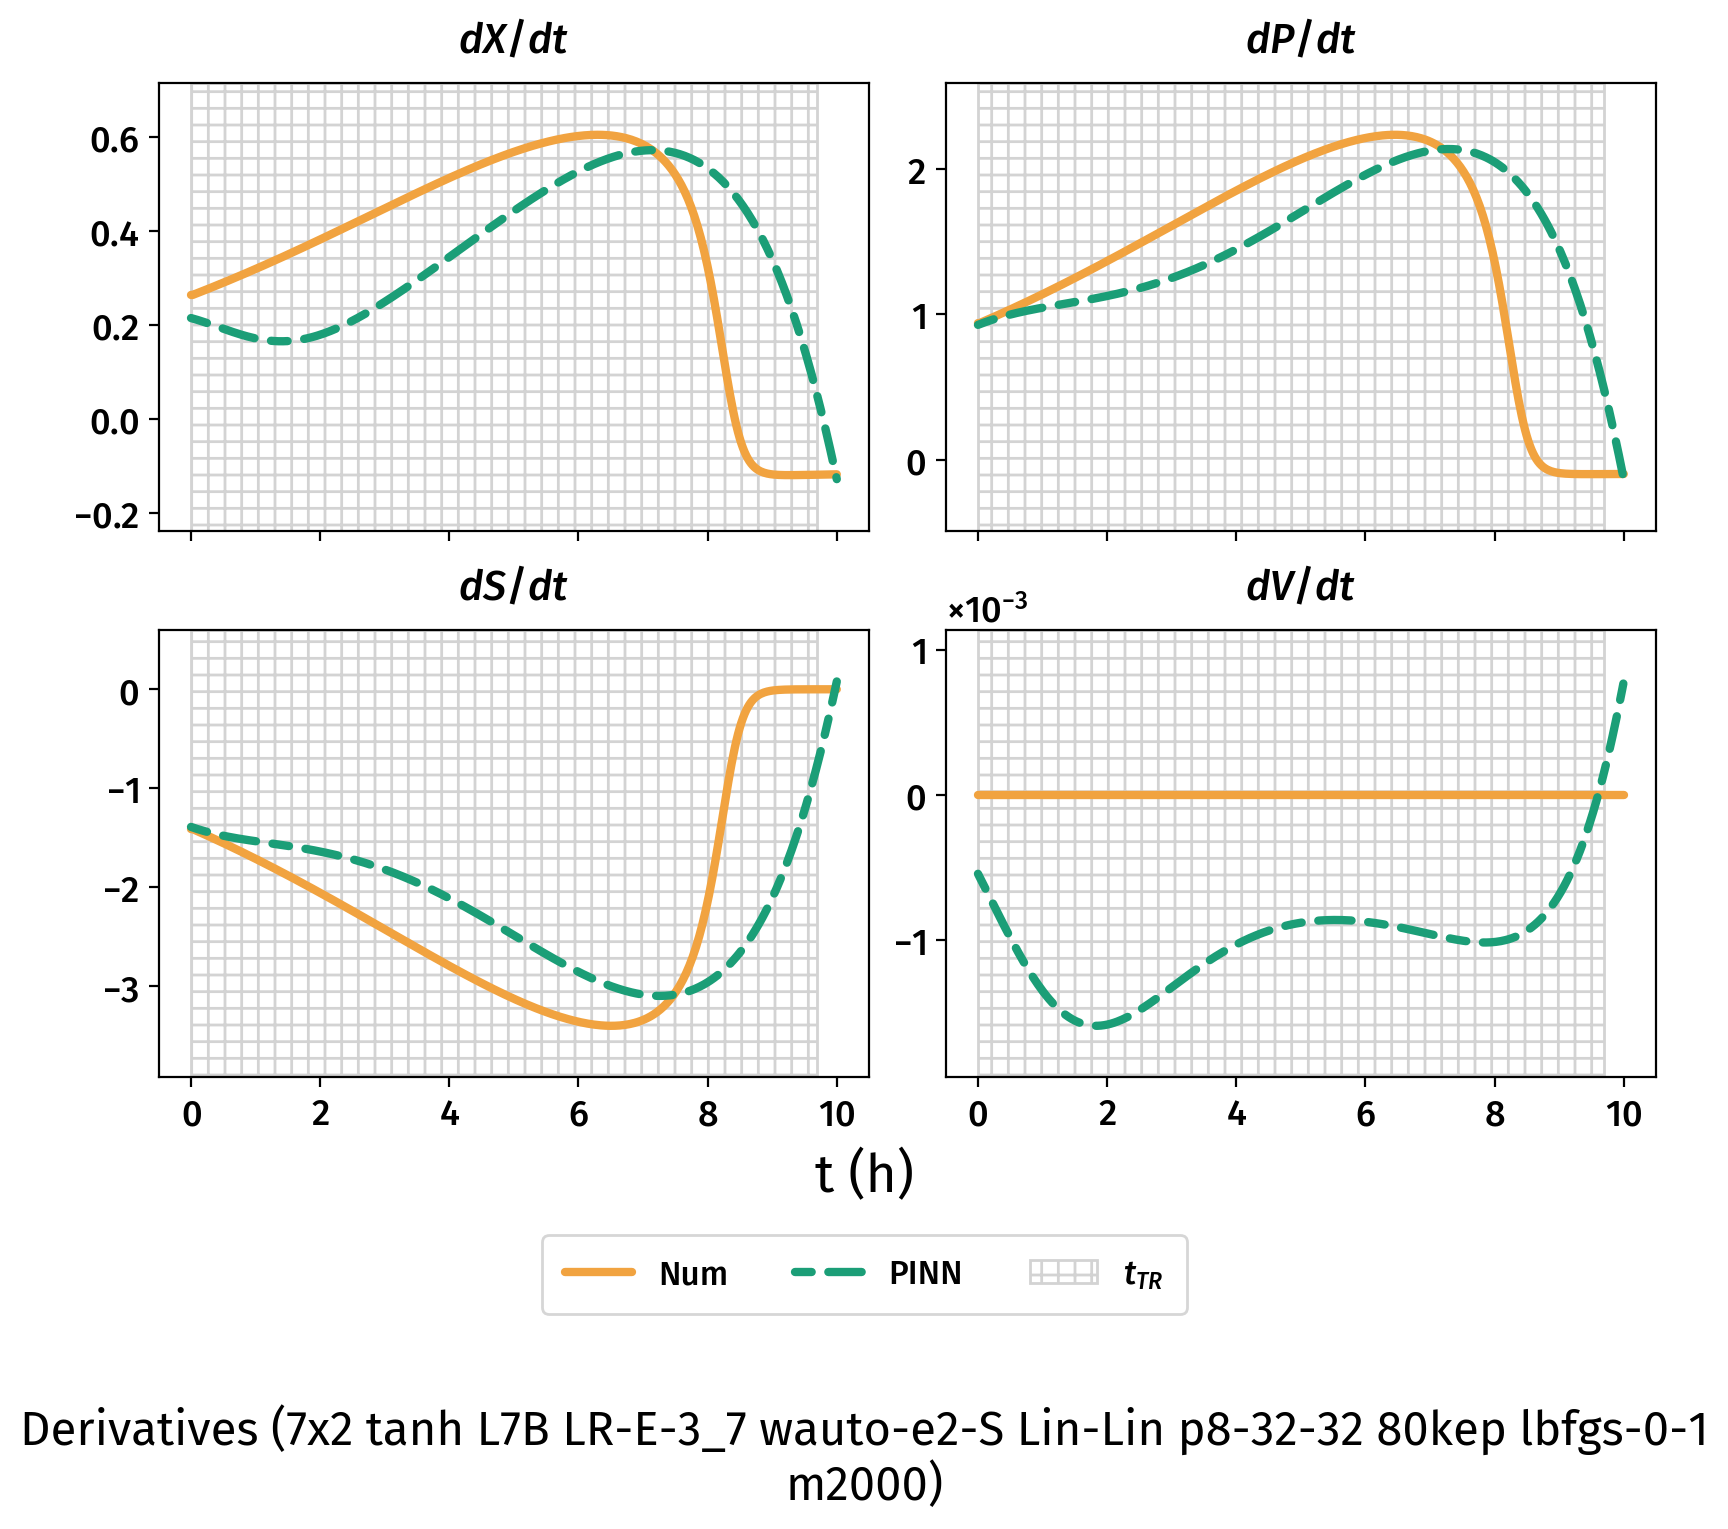 dX/dt
dP/dt
0.6
0.4
0.2
0.0
−0.2
2
1
0
dS/dt
dV/dt
×10⁻³
0
−1
−2
−3
1
0
−1
0 2 4 6 8 10
0 2 4 6 8 10
t (h)
Num PINN t_TR
Derivatives (7x2 tanh L7B LR-E-3_7 wauto-e2-S Lin-Lin p8-32-32 80kep lbfgs-0-1
m2000)